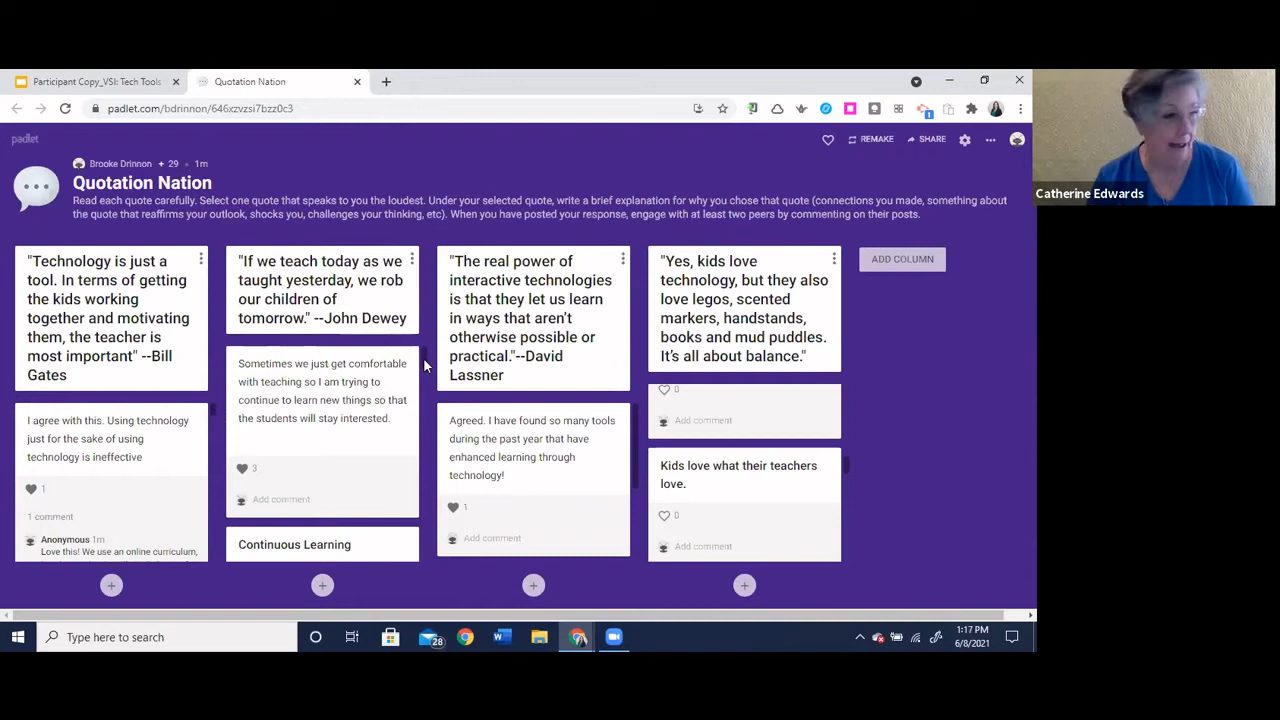 Participant Copy_VSI: Tech Tools
Quotation Nation
padlet.com/bdrinnon/646xzvzsi7bzz0c3
padlet
REMAKE
SHARE
Brooke Drinnon + 29 • 1m
Quotation Nation
Read each quote carefully. Select one quote that speaks to you the loudest. Under your selected quote, write a brief explanation for why you chose that quote (connections you made, something about
the quote that reaffirms your outlook, shocks you, challenges your thinking, etc). When you have posted your response, engage with at least two peers by commenting on their posts.
"Technology is just a
tool. In terms of getting
the kids working
together and motivating
them, the teacher is
most important" --Bill
Gates
I agree with this. Using technology
just for the sake of using
technology is ineffective
1
1 comment
Anonymous 1m
Love this! We use an online curriculum,
"If we teach today as we
taught yesterday, we rob
our children of
tomorrow." --John Dewey
Sometimes we just get comfortable
with teaching so I am trying to
continue to learn new things so that
the students will stay interested.
3
Add comment
Continuous Learning
"The real power of
interactive technologies
is that they let us learn
in ways that aren't
otherwise possible or
practical."--David
Lassner
Agreed. I have found so many tools
during the past year that have
enhanced learning through
technology!
1
Add comment
"Yes, kids love
technology, but they also
love legos, scented
markers, handstands,
books and mud puddles.
It's all about balance."
0
Add comment
Kids love what their teachers
love.
0
Add comment
ADD COLUMN
Catherine Edwards
Type here to search
28
1:17 PM
6/8/2021